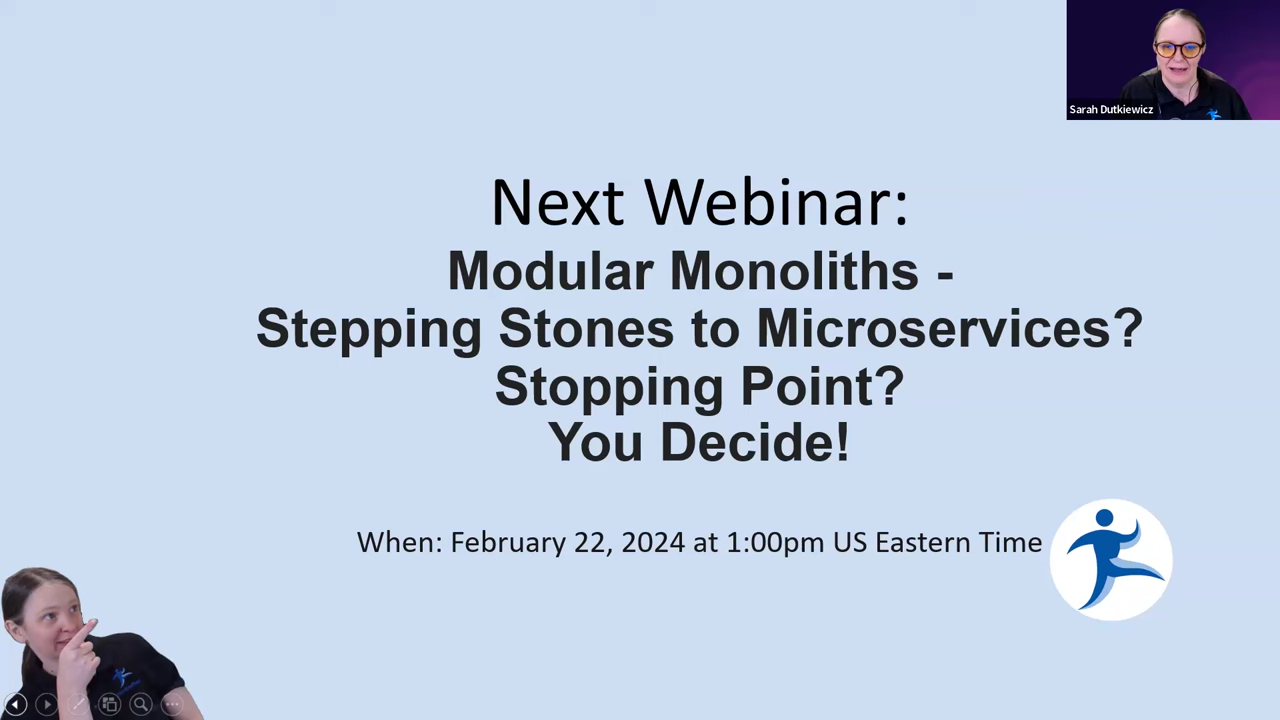 Sarah Dutkiewicz
Next Webinar:
Modular Monoliths -
Stepping Stones to Microservices?
Stopping Point?
You Decide!
When: February 22, 2024 at 1:00pm US Eastern Time